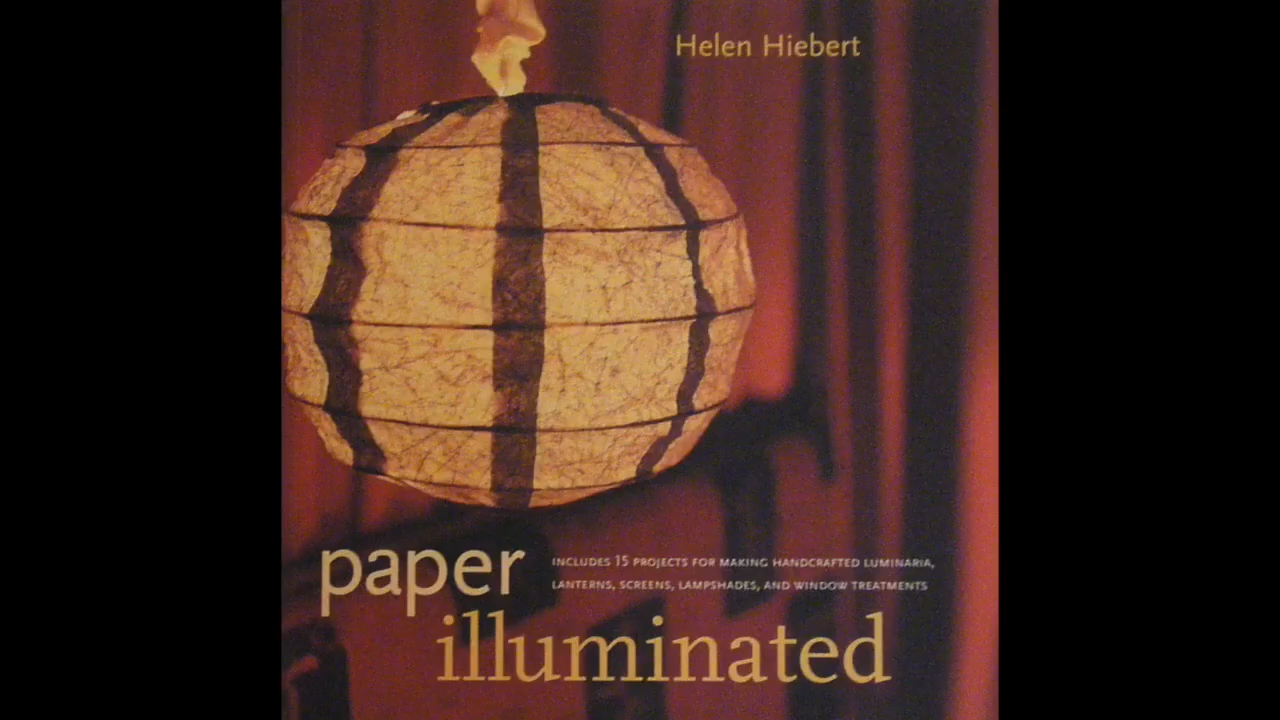 Helen Hiebert
paper
INCLUDES 15 PROJECTS FOR MAKING HANDCRAFTED LUMINARIA,
LANTERNS, SCREENS, LAMPSHADES, AND WINDOW TREATMENTS
illuminated